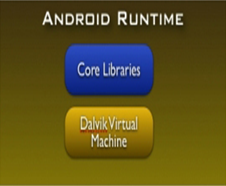 ANDROID RUNTIME
Core Libraries
Dalvik Virtual
Machine